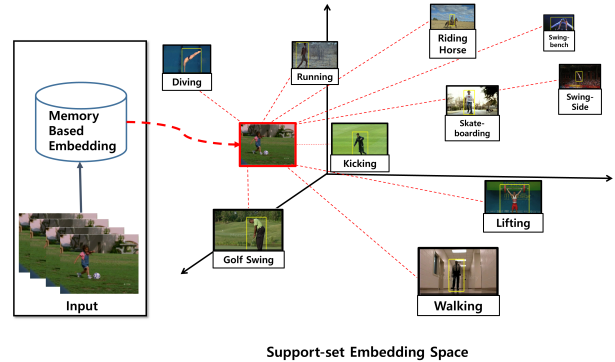 Memory
Based
Embedding
Input
Diving
Running
Riding
Horse
Swing-
bench
Swing-
Side
Skate-
boarding
Kicking
Golf Swing
Lifting
Walking
Support-set Embedding Space